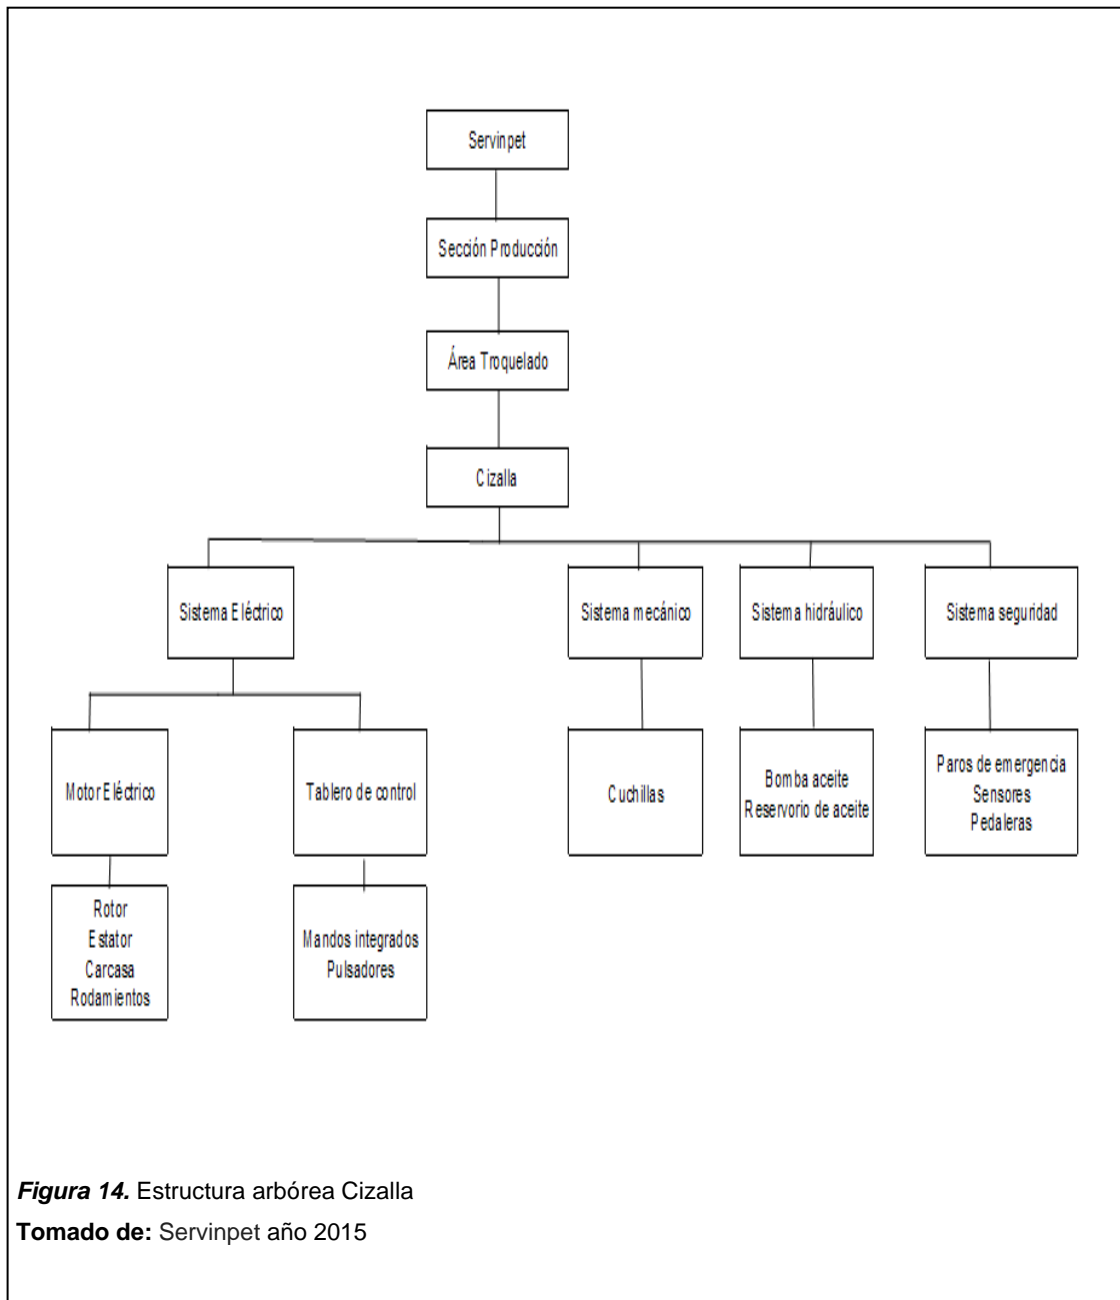 Servinpet
Sección Producción
Área Troquelado
Cizalla
Sistema Eléctrico
Sistema mecánico
Sistema hidráulico
Sistema seguridad
Motor Eléctrico
Tablero de control
Cuchillas
Bomba aceite
Reservorio de aceite
Paros de emergencia
Sensores
Pedaleras
Rotor
Estator
Carcasa
Rodamientos
Mandos integrados
Pulsadores
Figura 14. Estructura arbórea Cizalla
Tomado de: Servinpet año 2015